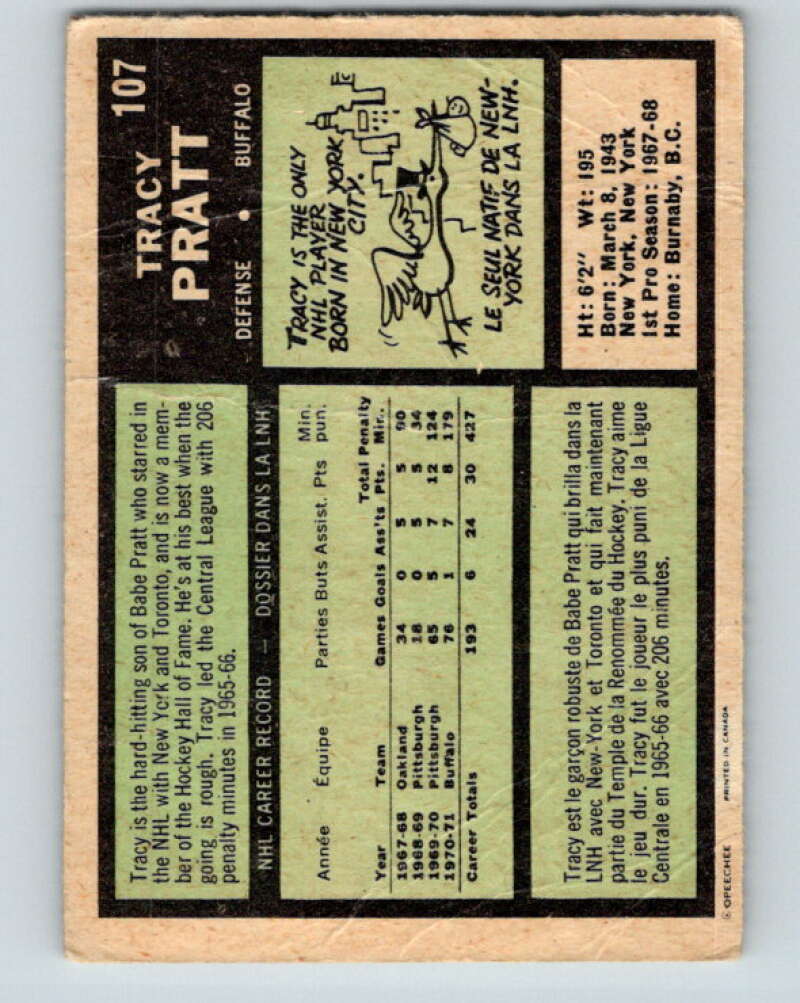 107
TRACY
PRATT
DEFENSE • BUFFALO
Tracy is the hard-hitting son of Babe Pratt who starred in
the NHL with New York and Toronto, and is now a mem-
ber of the Hockey Hall of Fame. He's at his best when the
going is rough. Tracy led the Central League with 206
penalty minutes in 1965-66.
TRACY IS THE ONLY
NHL PLAYER
BORN IN NEW YORK
CITY.
LE SEUL NATIF DE NEW-
YORK DANS LA LNH.
NHL CAREER RECORD — DOSSIER DANS LA LNH
Année Équipe Parties Buts Assist. Pts Min. pun.
Year Team Games Goals Ass'ts Pts. Total Penalty Min.
1967-68 Oakland 34 0 5 5 90
1968-69 Pittsburgh 18 0 5 5 34
1969-70 Pittsburgh 65 5 7 12 124
1970-71 Buffalo 76 1 7 8 179
Career Totals 193 6 24 30 427
Ht: 6'2" Wt: 195
Born: March 8, 1943
New York, New York
1st Pro Season: 1967-68
Home: Burnaby, B.C.
Tracy est le garçon robuste de Babe Pratt qui brilla dans la
LNH avec New-York et Toronto et qui fait maintenant
partie du Temple de la Renommée du Hockey. Tracy aime
le jeu dur. Tracy fut le joueur le plus puni de la Ligue
Centrale en 1965-66 avec 206 minutes.
© OPEECHEE PRINTED IN CANADA